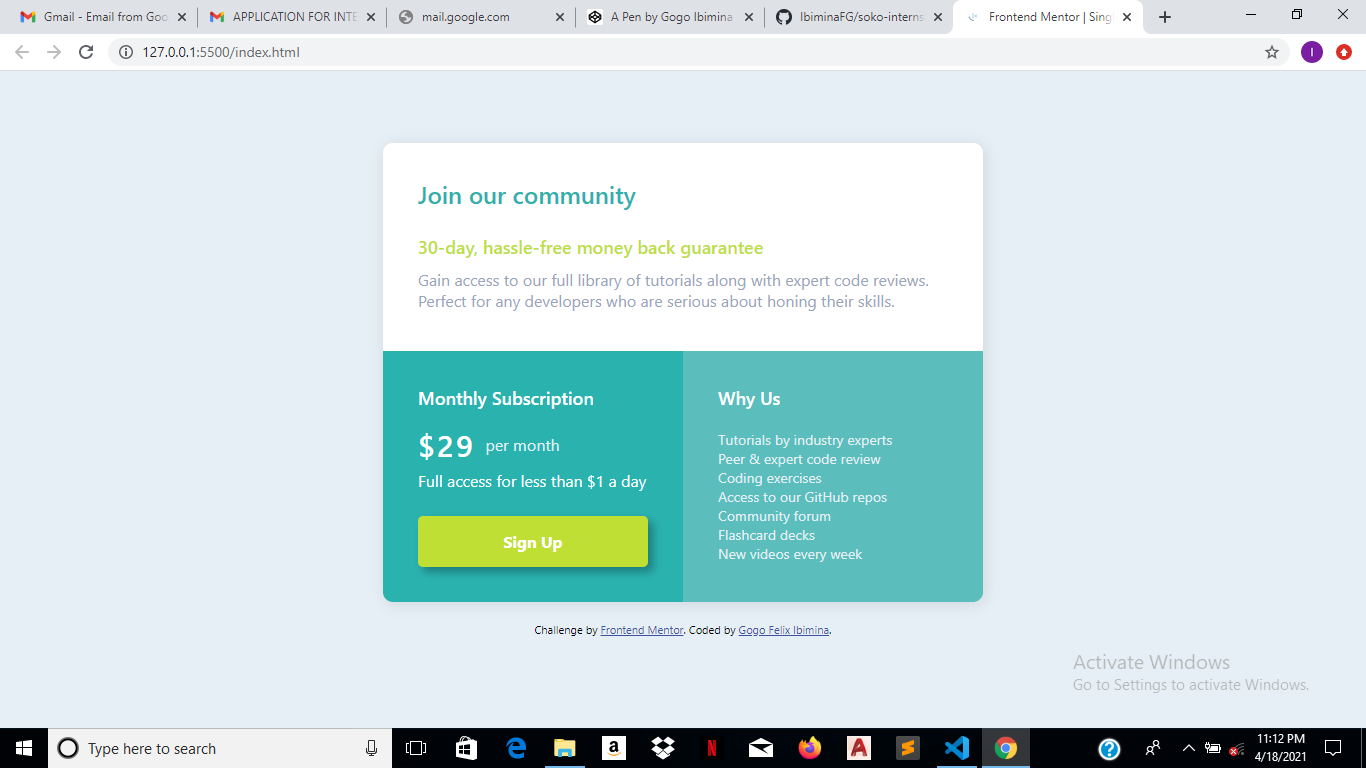 Gmail - Email from Goo
APPLICATION FOR INTE
mail.google.com
A Pen by Gogo Ibimina
IbiminaFG/soko-interns
Frontend Mentor | Sing
127.0.0.1:5500/index.html
I
Join our community
30-day, hassle-free money back guarantee
Gain access to our full library of tutorials along with expert code reviews.
Perfect for any developers who are serious about honing their skills.
Monthly Subscription
$29 per month
Full access for less than $1 a day
Sign Up
Why Us
Tutorials by industry experts
Peer & expert code review
Coding exercises
Access to our GitHub repos
Community forum
Flashcard decks
New videos every week
Challenge by Frontend Mentor. Coded by Gogo Felix Ibimina.
Activate Windows
Go to Settings to activate Windows.
Type here to search
11:12 PM
4/18/2021